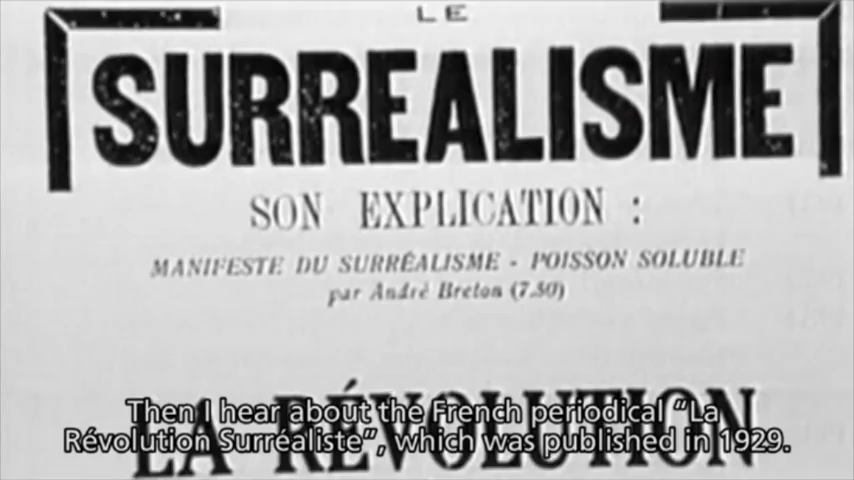 LE
SURREALISME
SON EXPLICATION :
MANIFESTE DU SURRÉALISME - POISSON SOLUBLE
par André Breton (7.50)
LA RÉVOLUTION
Then I hear about the French periodical “La
Révolution Surréaliste”, which was published in 1929.